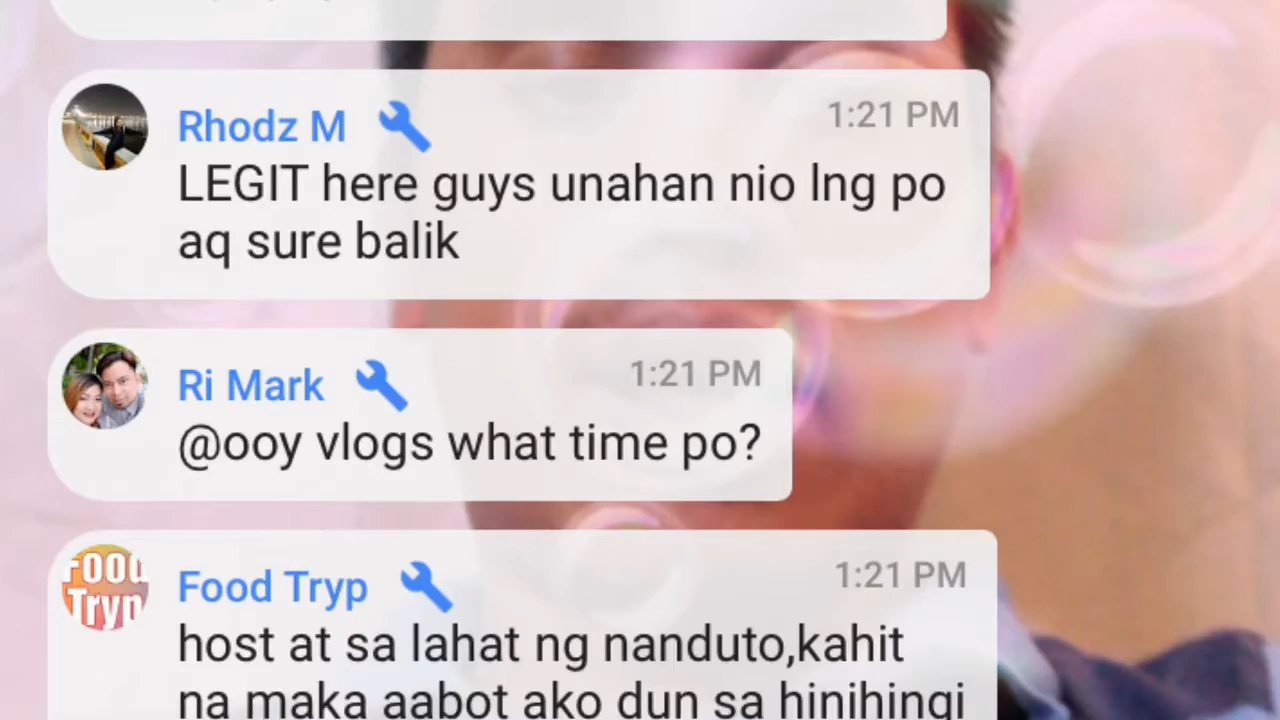 Rhodz M
1:21 PM
LEGIT here guys unahan nio lng po
aq sure balik
Ri Mark
1:21 PM
@ooy vlogs what time po?
FOOD
Tryp
Food Tryp
1:21 PM
host at sa lahat ng nanduto,kahit
na maka aabot ako dun sa hinihingi